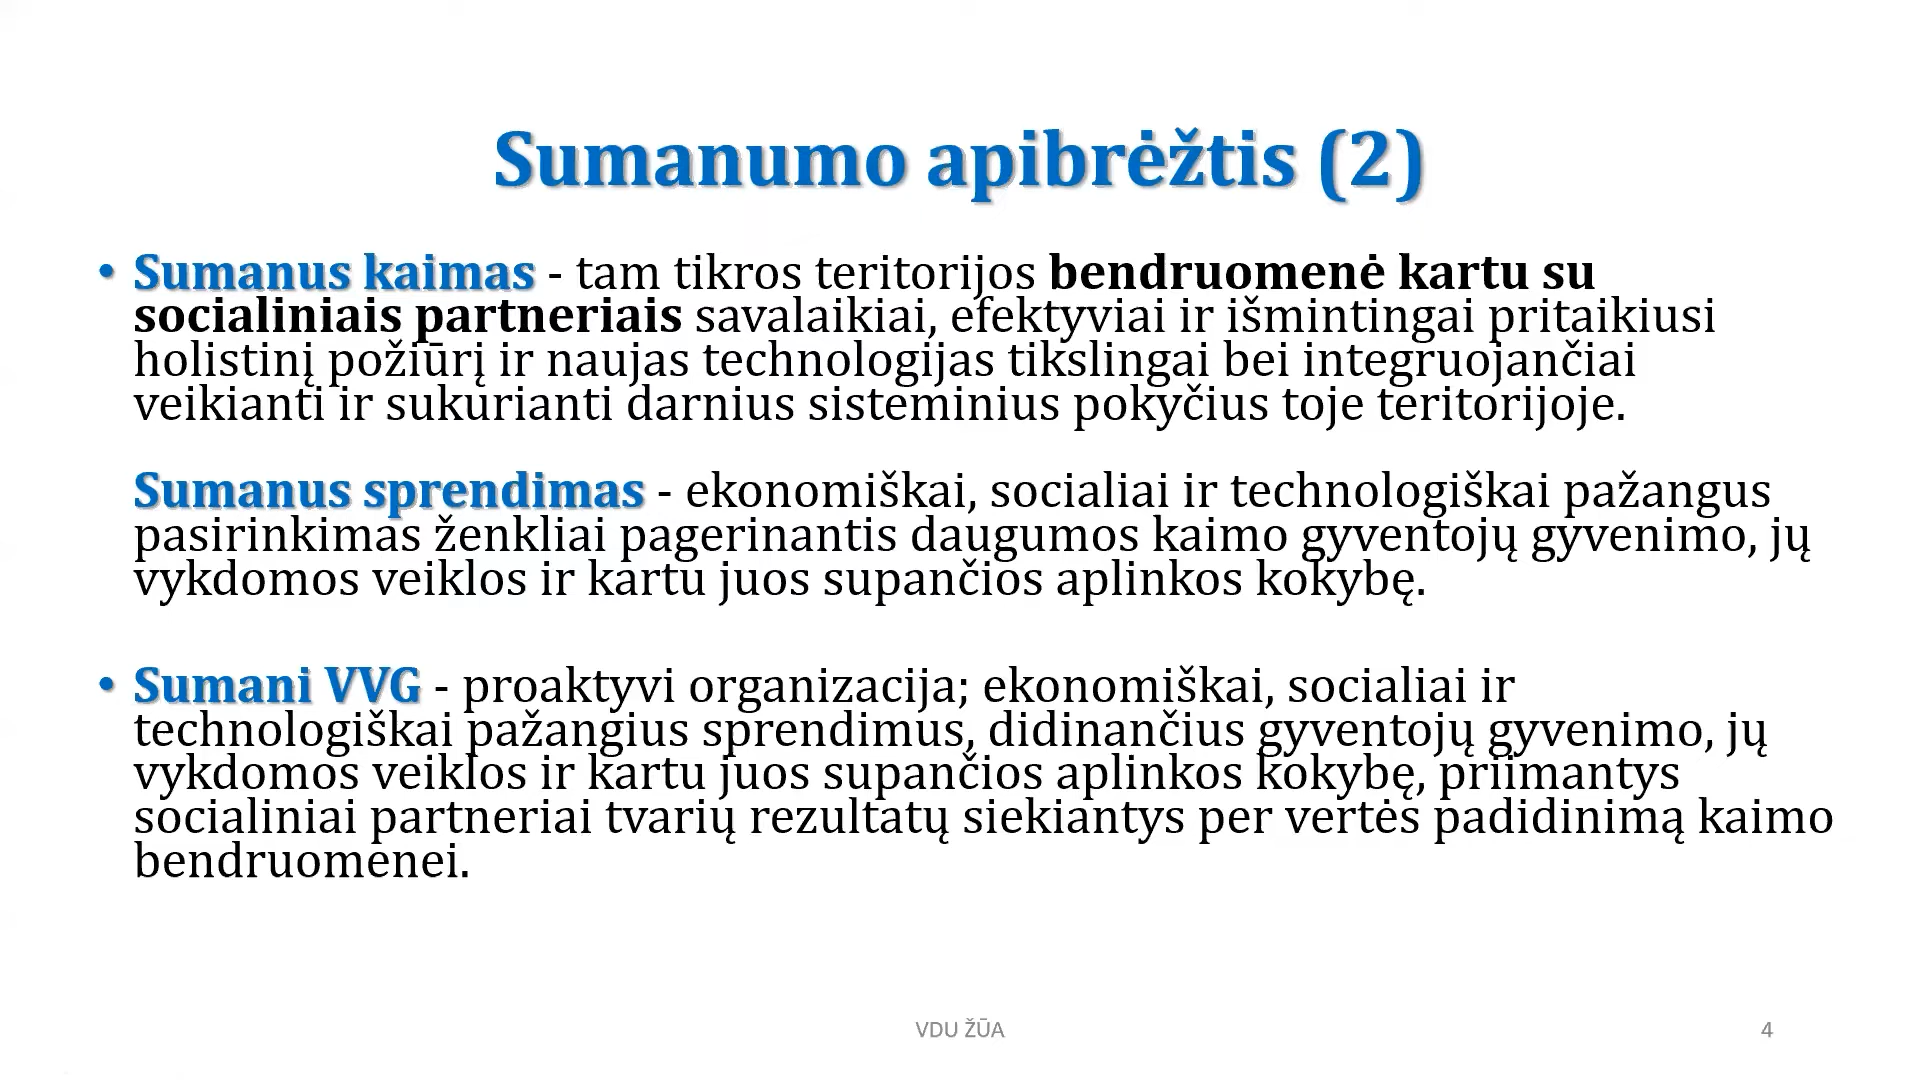 Sumanumo apibrėžtis (2)
• Sumanus kaimas - tam tikros teritorijos bendruomenė kartu su
socialiniais partneriais savalaikiai, efektyviai ir išmintingai pritaikiusi
holistinį požiūrį ir naujas technologijas tikslingai bei integruojančiai
veikianti ir sukurianti darnius sisteminius pokyčius toje teritorijoje.
Sumanus sprendimas - ekonomiškai, socialiai ir technologiškai pažangus
pasirinkimas ženkliai pagerinantis daugumos kaimo gyventojų gyvenimo, jų
vykdomos veiklos ir kartu juos supančios aplinkos kokybę.
• Sumani VVG - proaktyvi organizacija; ekonomiškai, socialiai ir
technologiškai pažangius sprendimus, didinančius gyventojų gyvenimo, jų
vykdomos veiklos ir kartu juos supančios aplinkos kokybę, priimantys
socialiniai partneriai tvarių rezultatų siekiantys per vertės padidinimą kaimo
bendruomenei.
VDU ŽŪA
4